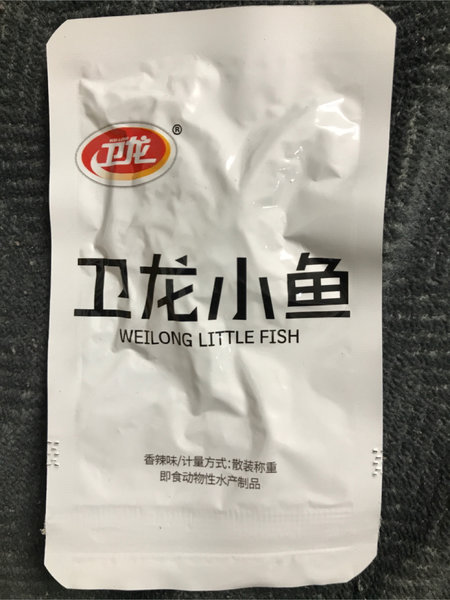 卫龙®
卫龙小鱼
WEILONG LITTLE FISH
香辣味/计量方式:散装称重
即食动物性水产制品